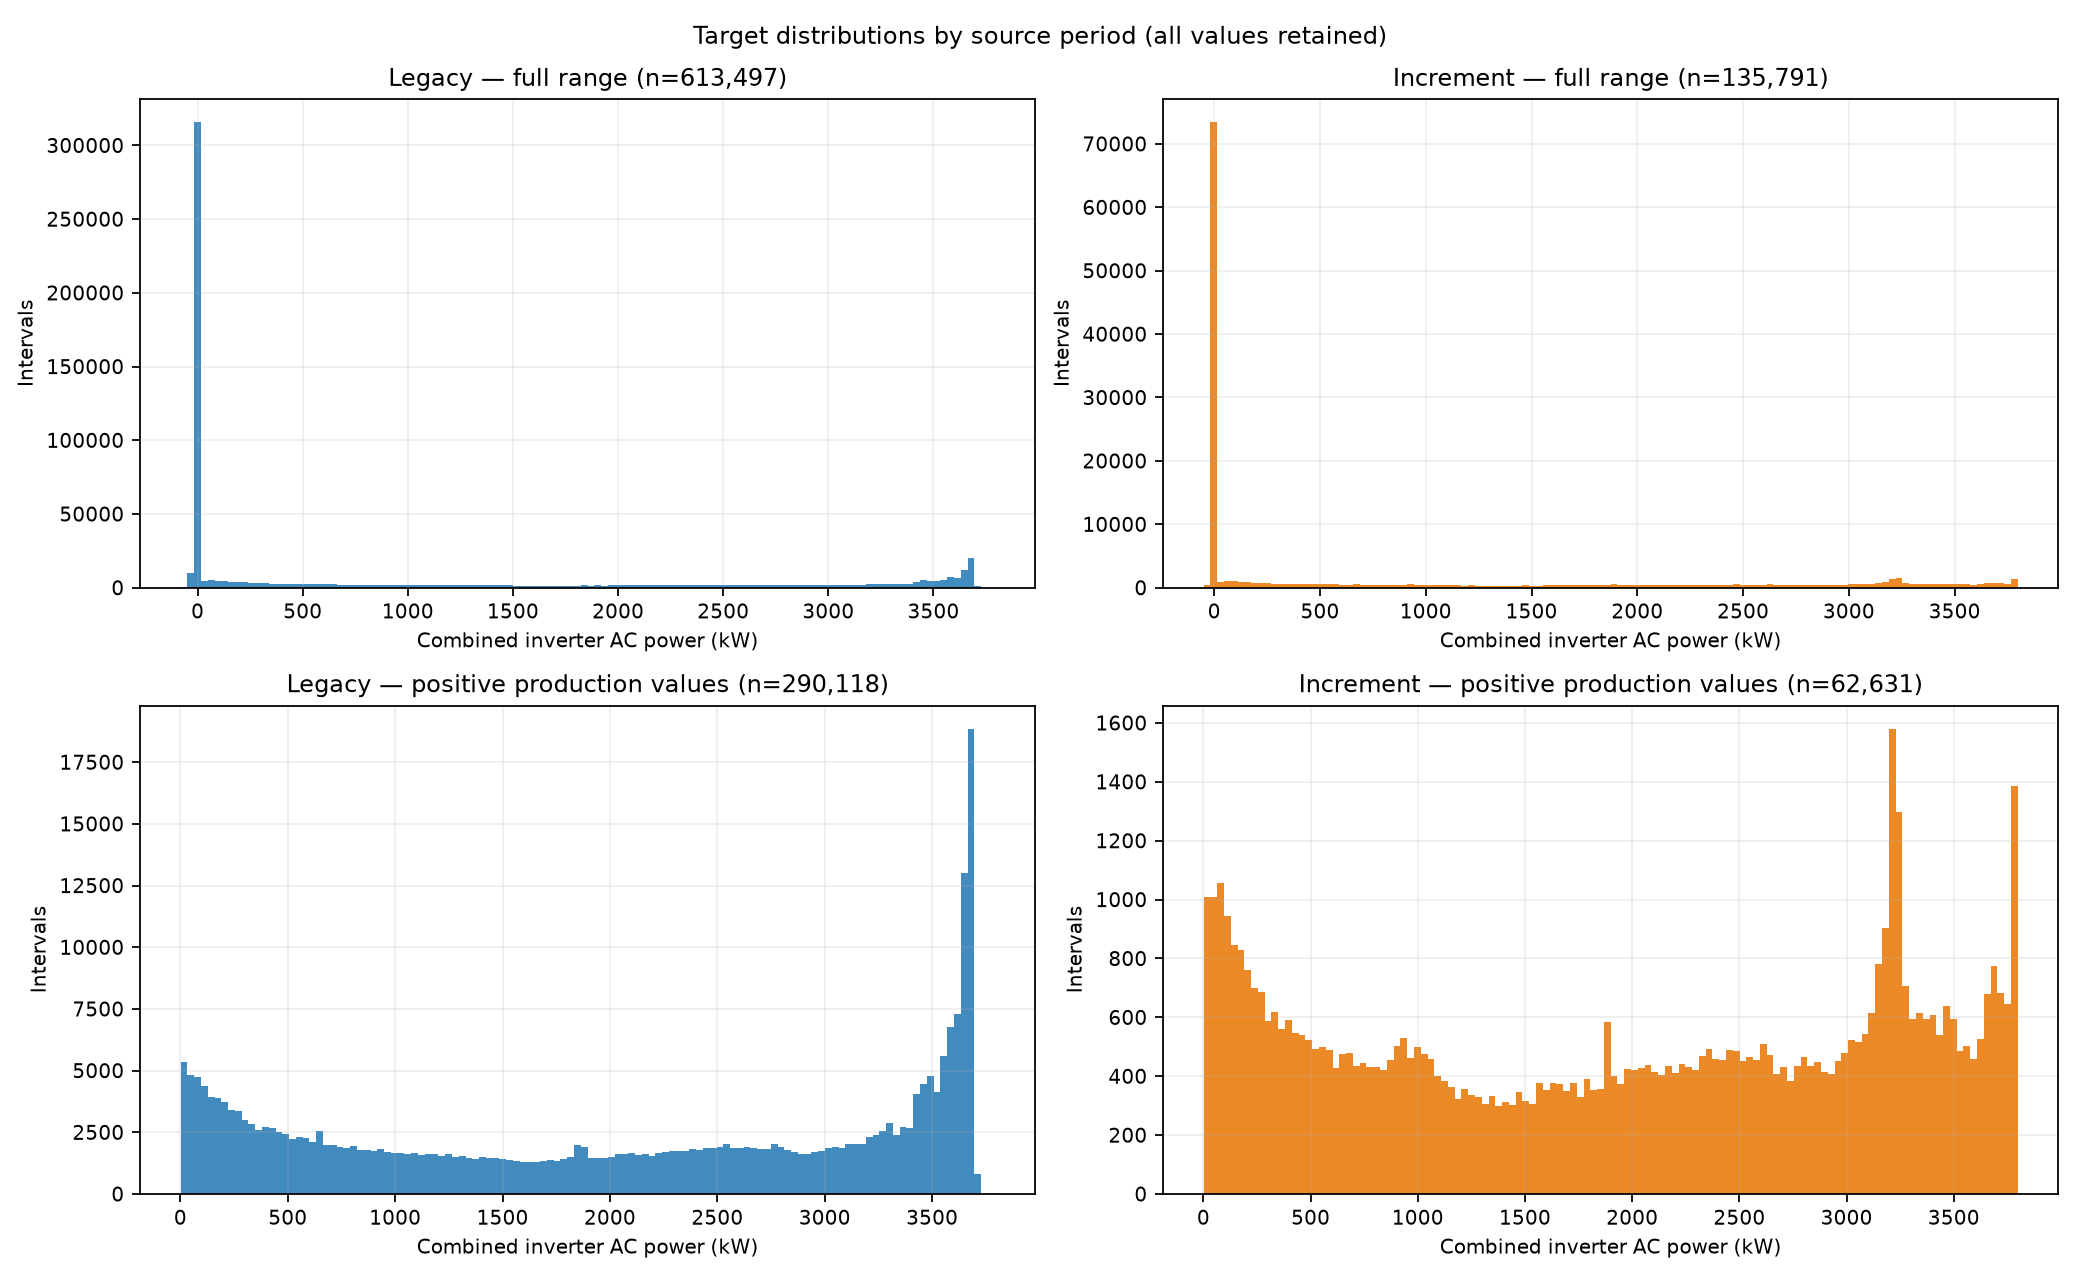 Target distributions by source period (all values retained)
Legacy — full range (n=613,497)
Intervals
300000
250000
200000
150000
100000
50000
0
0 500 1000 1500 2000 2500 3000 3500
Combined inverter AC power (kW)
Increment — full range (n=135,791)
Intervals
70000
60000
50000
40000
30000
20000
10000
0
0 500 1000 1500 2000 2500 3000 3500
Combined inverter AC power (kW)
Legacy — positive production values (n=290,118)
Intervals
17500
15000
12500
10000
7500
5000
2500
0
0 500 1000 1500 2000 2500 3000 3500
Combined inverter AC power (kW)
Increment — positive production values (n=62,631)
Intervals
1600
1400
1200
1000
800
600
400
200
0
0 500 1000 1500 2000 2500 3000 3500
Combined inverter AC power (kW)